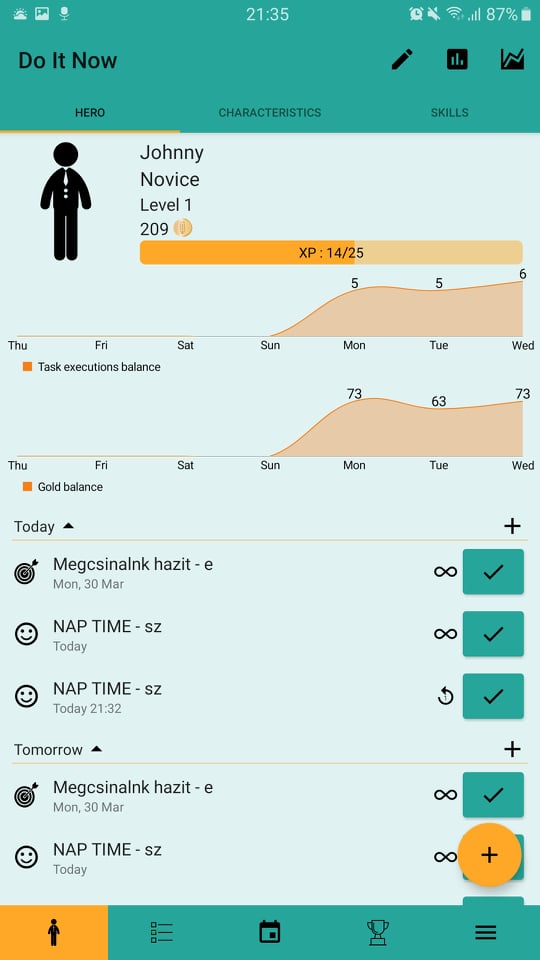 21:35
87%
Do It Now
HERO
CHARACTERISTICS
SKILLS
Johnny
Novice
Level 1
209
XP : 14/25
5
5
6
Thu
Fri
Sat
Sun
Mon
Tue
Wed
Task executions balance
73
63
73
Thu
Fri
Sat
Sun
Mon
Tue
Wed
Gold balance
Today
Megcsinalnk hazit - e
Mon, 30 Mar
NAP TIME - sz
Today
NAP TIME - sz
Today 21:32
Tomorrow
Megcsinalnk hazit - e
Mon, 30 Mar
NAP TIME - sz
Today